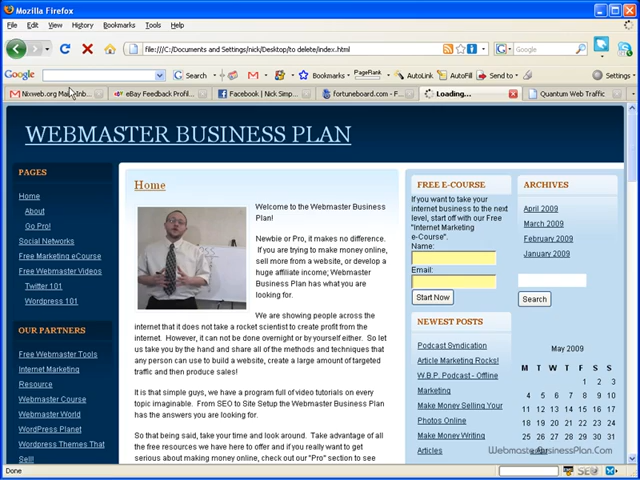 Mozilla Firefox
File Edit View History Bookmarks Tools Help
file:///C:/Documents and Settings/nick/Desktop/to delete/index.html
Google
Google Search Bookmarks PageRank AutoLink AutoFill Send to Settings
eBay Feedback Profil... Facebook | Nick Simp... fortuneboard.com - F... Loading... Quantum Web Traffic
WEBMASTER BUSINESS PLAN
PAGES
Home
About
Go Pro!
Social Networks
Free Marketing eCourse
Free Webmaster Videos
Twitter 101
Wordpress 101
OUR PARTNERS
Free Webmaster Tools
Internet Marketing
Resource
Webmaster Course
Webmaster World
WordPress Planet
Wordpress Themes That
Sell!
Home
Welcome to the Webmaster Business
Plan!
Newbie or Pro, it makes no difference.
If you are trying to make money online,
sell more from a website, or develop a
huge affiliate income; Webmaster
Business Plan has what you are
looking for.
We are showing people across the
internet that it does not take a rocket scientist to create profit from the
internet. However, it can not be done overnight or by yourself either. So let
us take you by the hand and share all of the methods and techniques that
any person can use to build a website, create a large amount of targeted
traffic and then produce sales!
It is that simple guys, we have a program full of video tutorials on every
topic imaginable. From SEO to Site Setup the Webmaster Business Plan
has the answers you are looking for.
So that being said, take your time and look around. Take advantage of all
the free resources we have here to offer and if you really want to get
serious about making money online, check out our "Pro" section to see
FREE E-COURSE
If you want to take your
internet business to the next
level, start off with our Free
"Internet Marketing
e-Course".
Name:
Email:
Start Now
NEWEST POSTS
Podcast Syndication
Article Marketing Rocks!
W.B.P. Podcast - Offline
Marketing
Make Money Selling Your
Photos Online
Make Money Writing
Articles
ARCHIVES
April 2009
March 2009
February 2009
January 2009
Search
May 2009
M T W T F S S
1 2 3
4 5 6 7 8 9 10
11 12 13 14 15 16 17
18 19 20 21 22 23 24
25 26 27 28 29 30 31
« Apr
WebmasterBusinessPlan.Com
Done
SEO